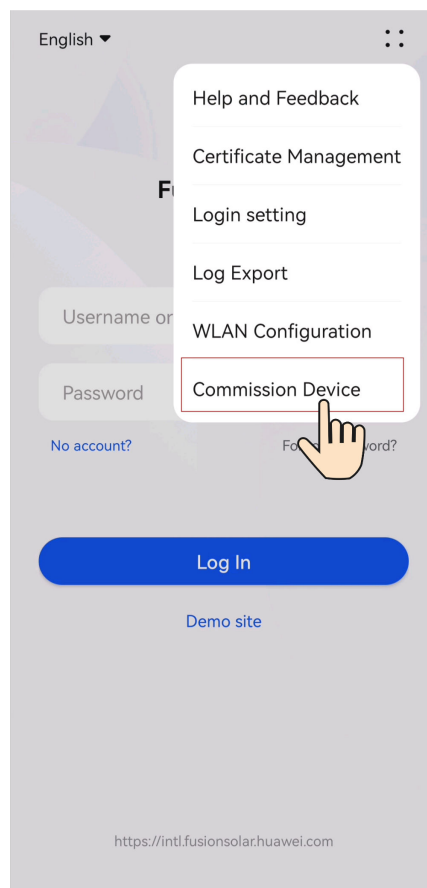 English
Help and Feedback
Certificate Management
Login setting
Log Export
Username or
WLAN Configuration
Password
Commission Device
No account?
Log In
Demo site
https://intl.fusionsolar.huawei.com